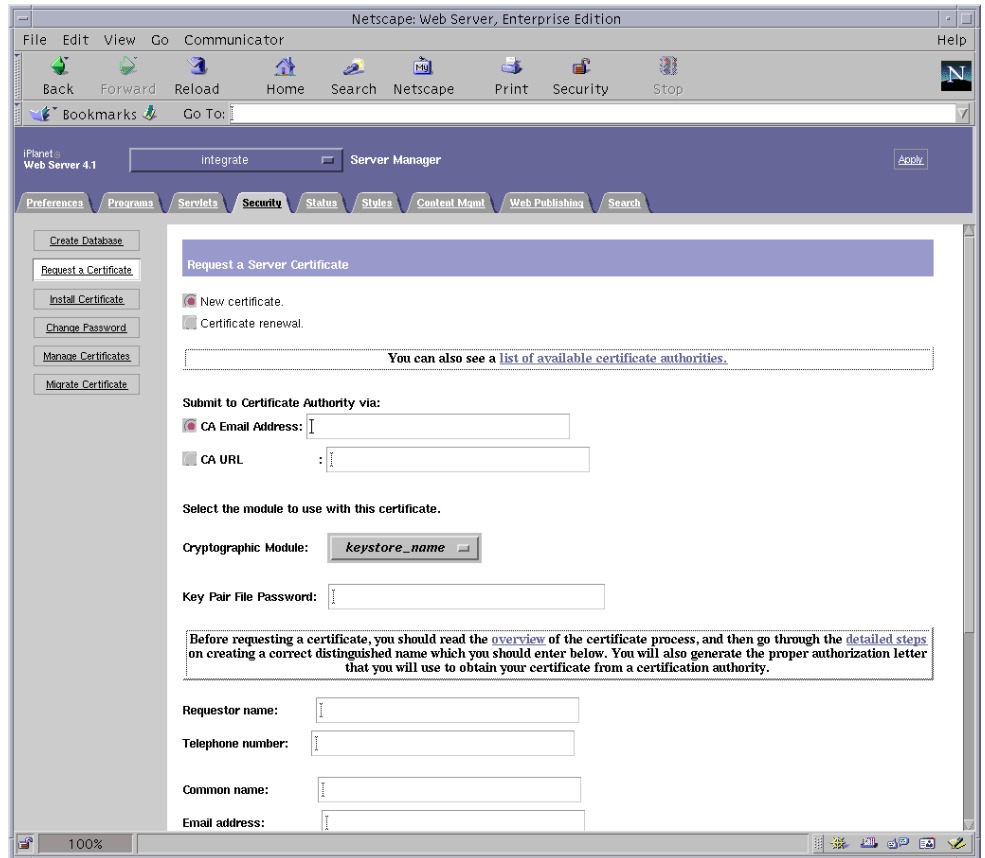 Netscape: Web Server, Enterprise Edition
File Edit View Go Communicator Help
Back Forward Reload Home Search Netscape Print Security Stop
My
N
Bookmarks Go To:
iPlanet
Web Server 4.1
integrate
Server Manager
Apply
Preferences Programs Servlets Security Status Styles Content Mgmt Web Publishing Search
Create Database
Request a Certificate
Install Certificate
Change Password
Manage Certificates
Migrate Certificate
Request a Server Certificate
New certificate.
Certificate renewal.
You can also see a list of available certificate authorities.
Submit to Certificate Authority via:
CA Email Address:
CA URL :
Select the module to use with this certificate.
Cryptographic Module: keystore_name
Key Pair File Password:
Before requesting a certificate, you should read the overview of the certificate process, and then go through the detailed steps
on creating a correct distinguished name which you should enter below. You will also generate the proper authorization letter
that you will use to obtain your certificate from a certification authority.
Requestor name:
Telephone number:
Common name:
Email address:
100%